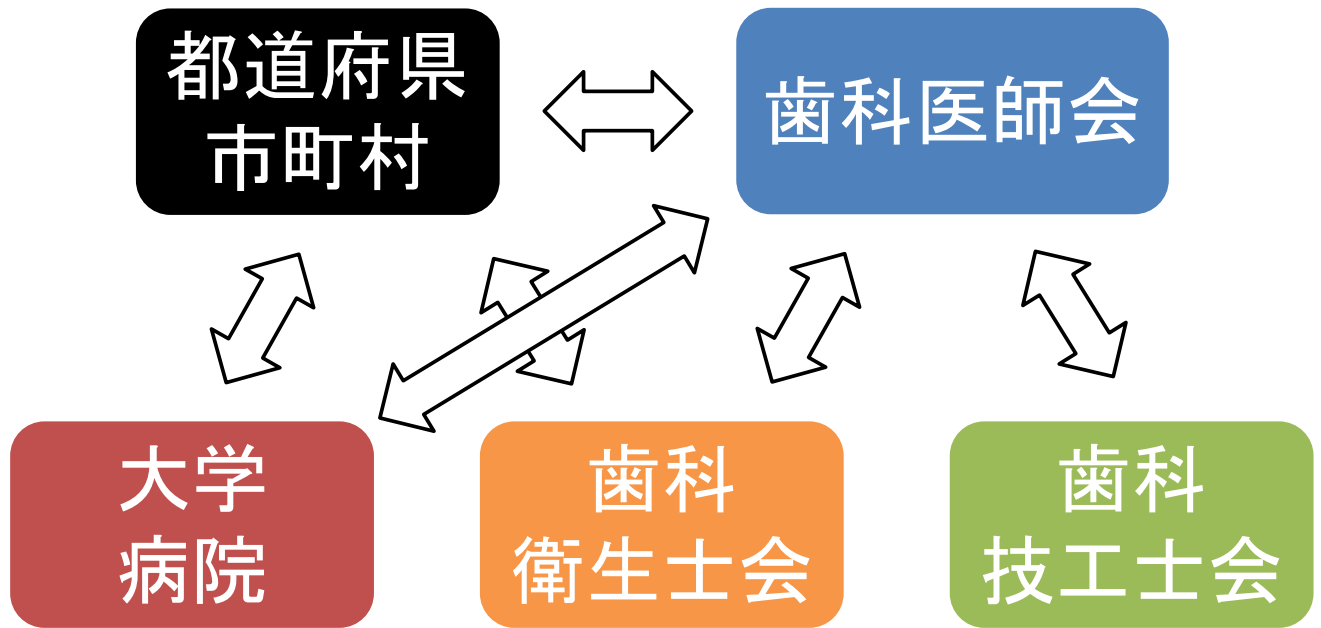 都道府県
市町村
歯科医師会
大学
病院
歯科
衛生士会
歯科
技工士会